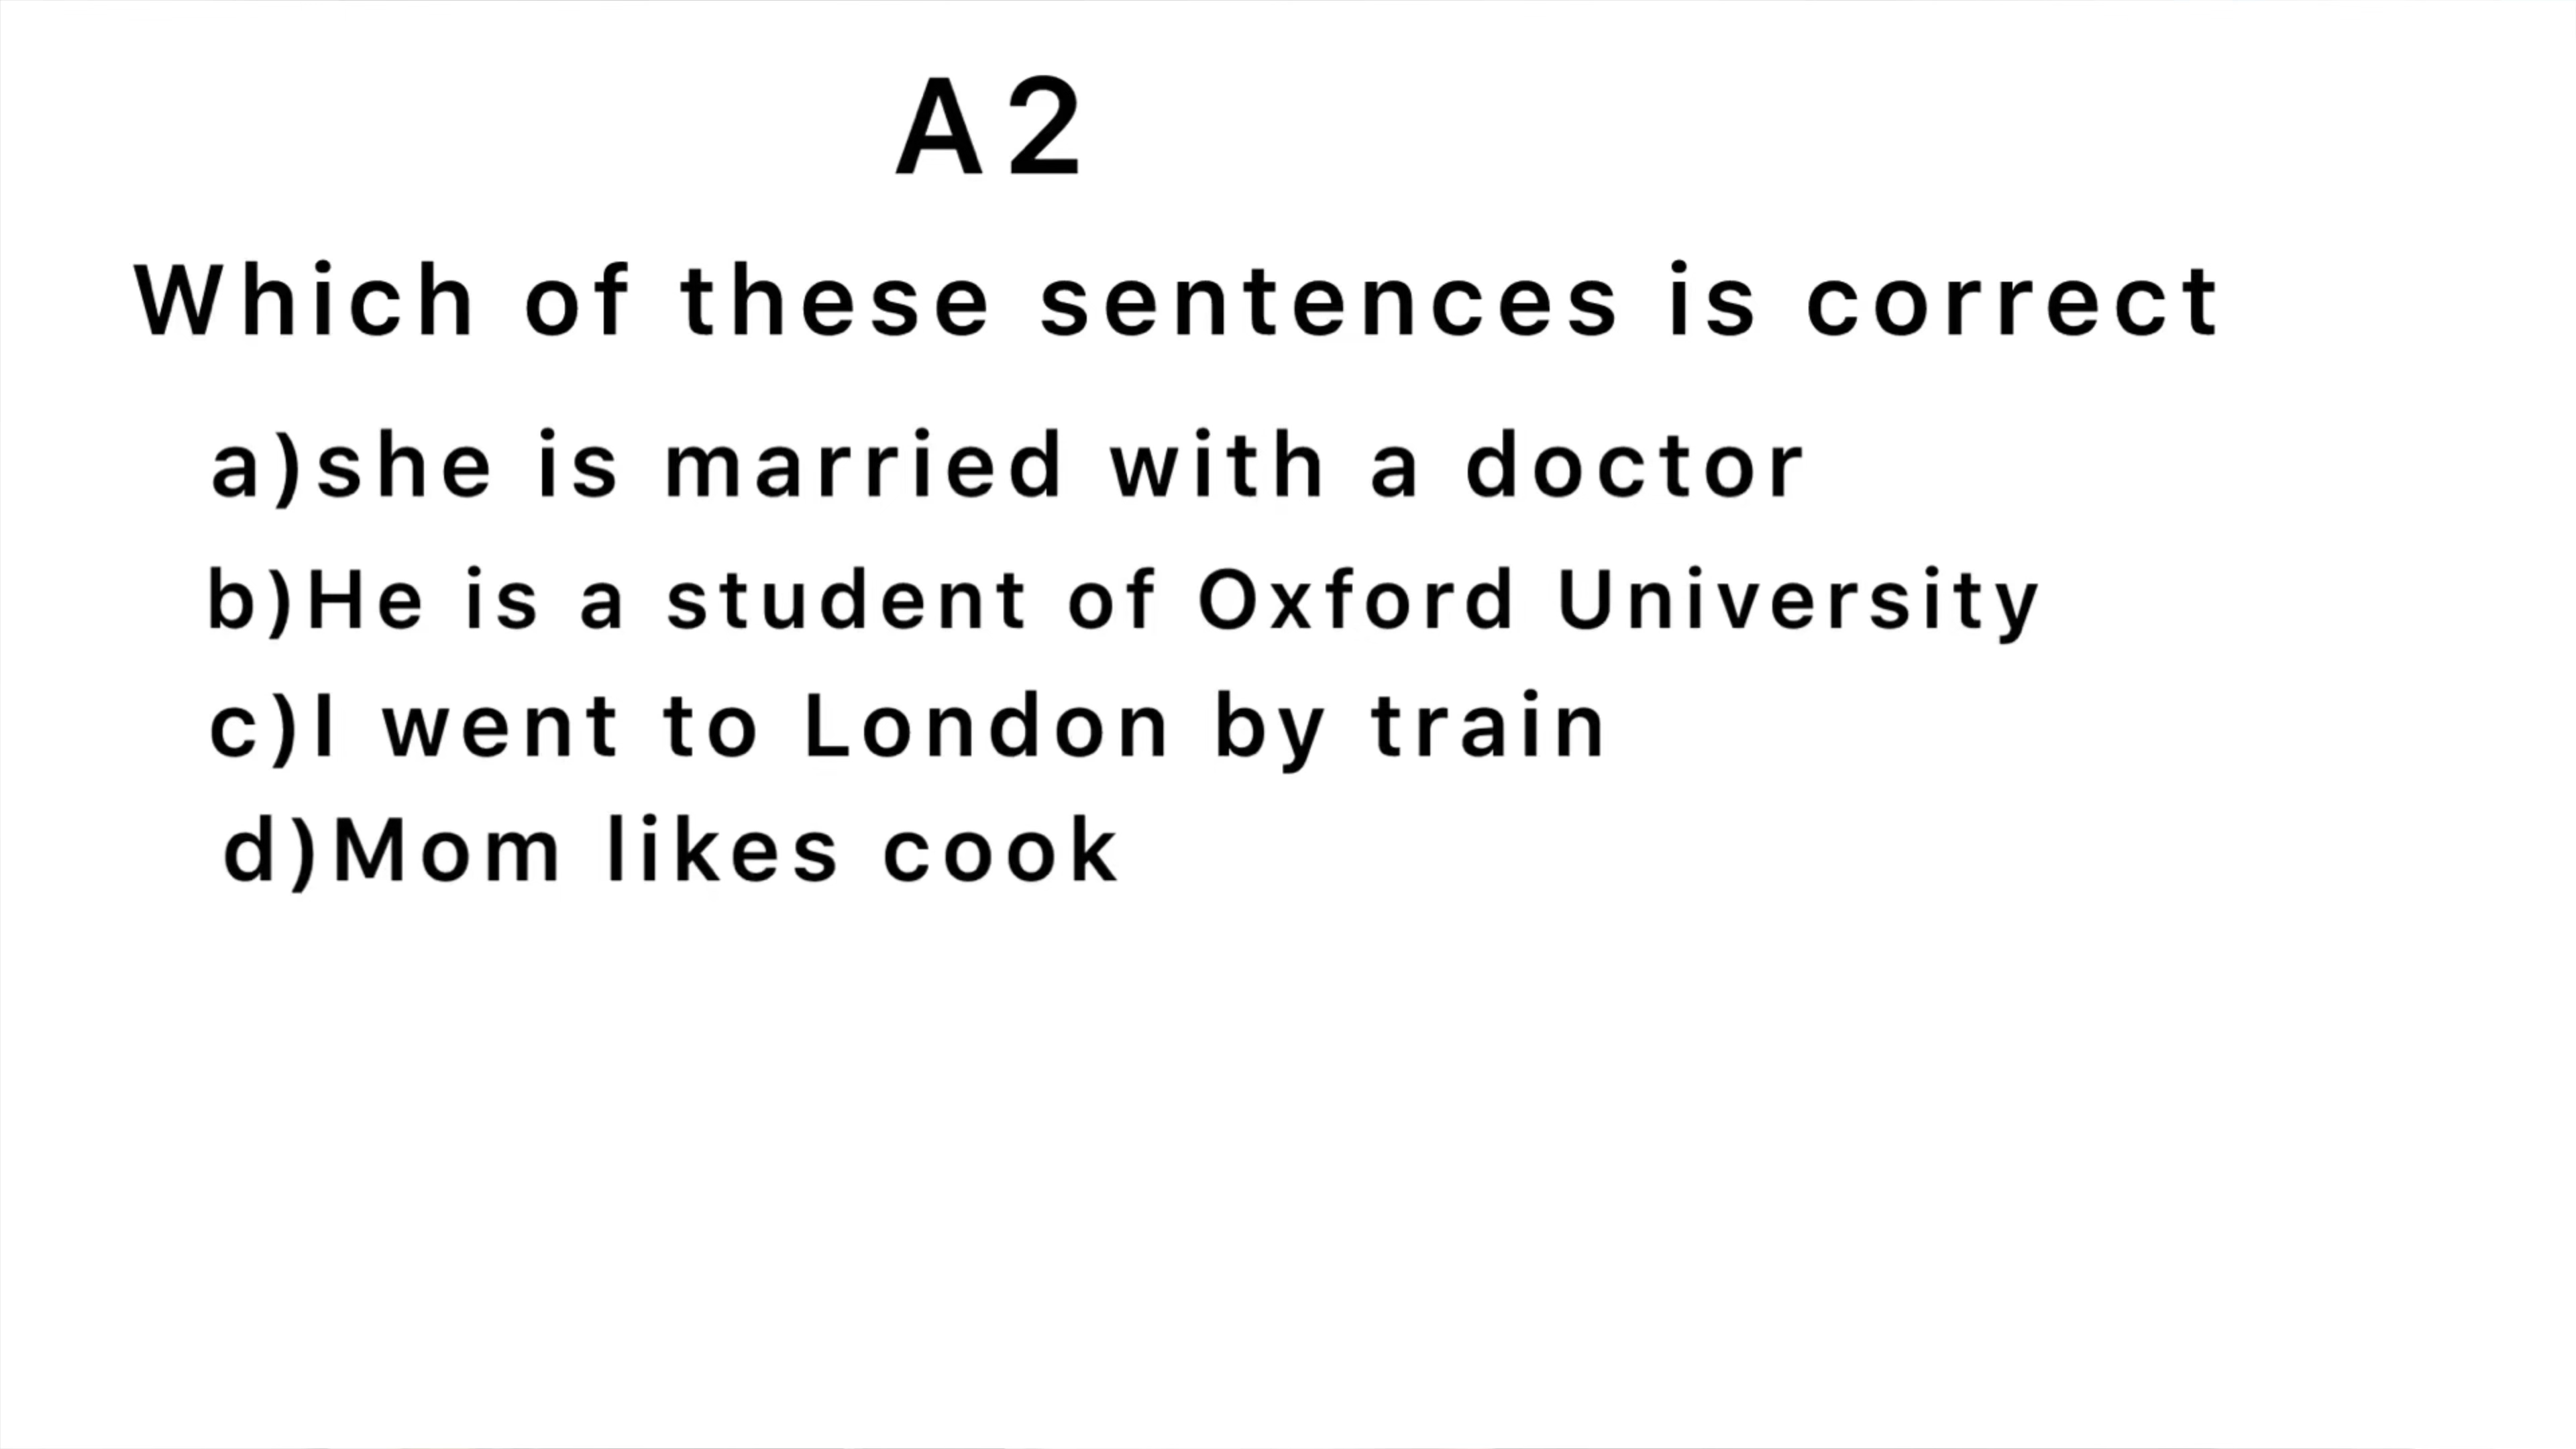 A2
Which of these sentences is correct
a)she is married with a doctor
b)He is a student of Oxford University
c)I went to London by train
d)Mom likes cook